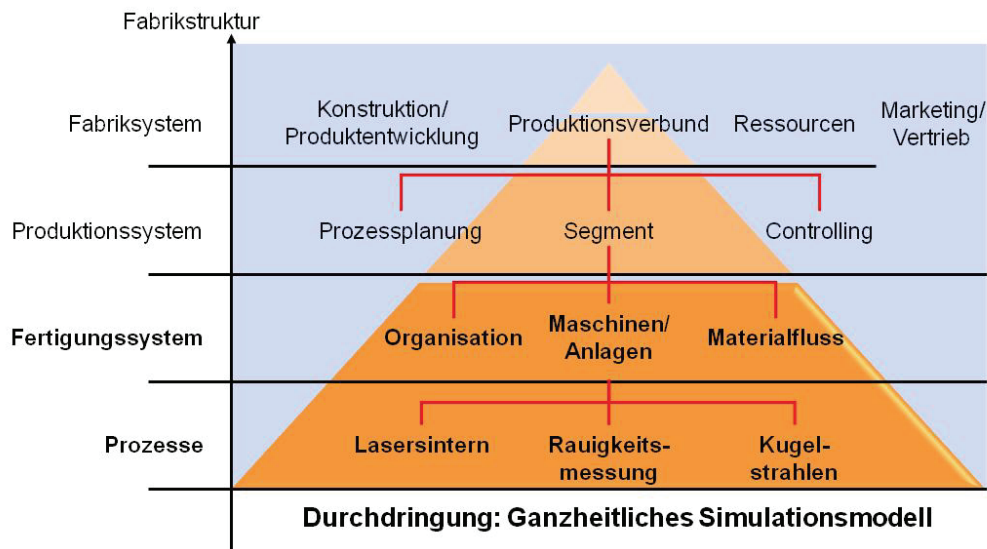 Fabrikstruktur
Fabriksystem
Konstruktion/
Produktentwicklung
Produktionsverbund
Ressourcen
Marketing/
Vertrieb
Produktionssystem
Prozessplanung
Segment
Controlling
Fertigungssystem
Organisation
Maschinen/
Anlagen
Materialfluss
Prozesse
Lasersintern
Rauigkeits-
messung
Kugel-
strahlen
Durchdringung: Ganzheitliches Simulationsmodell